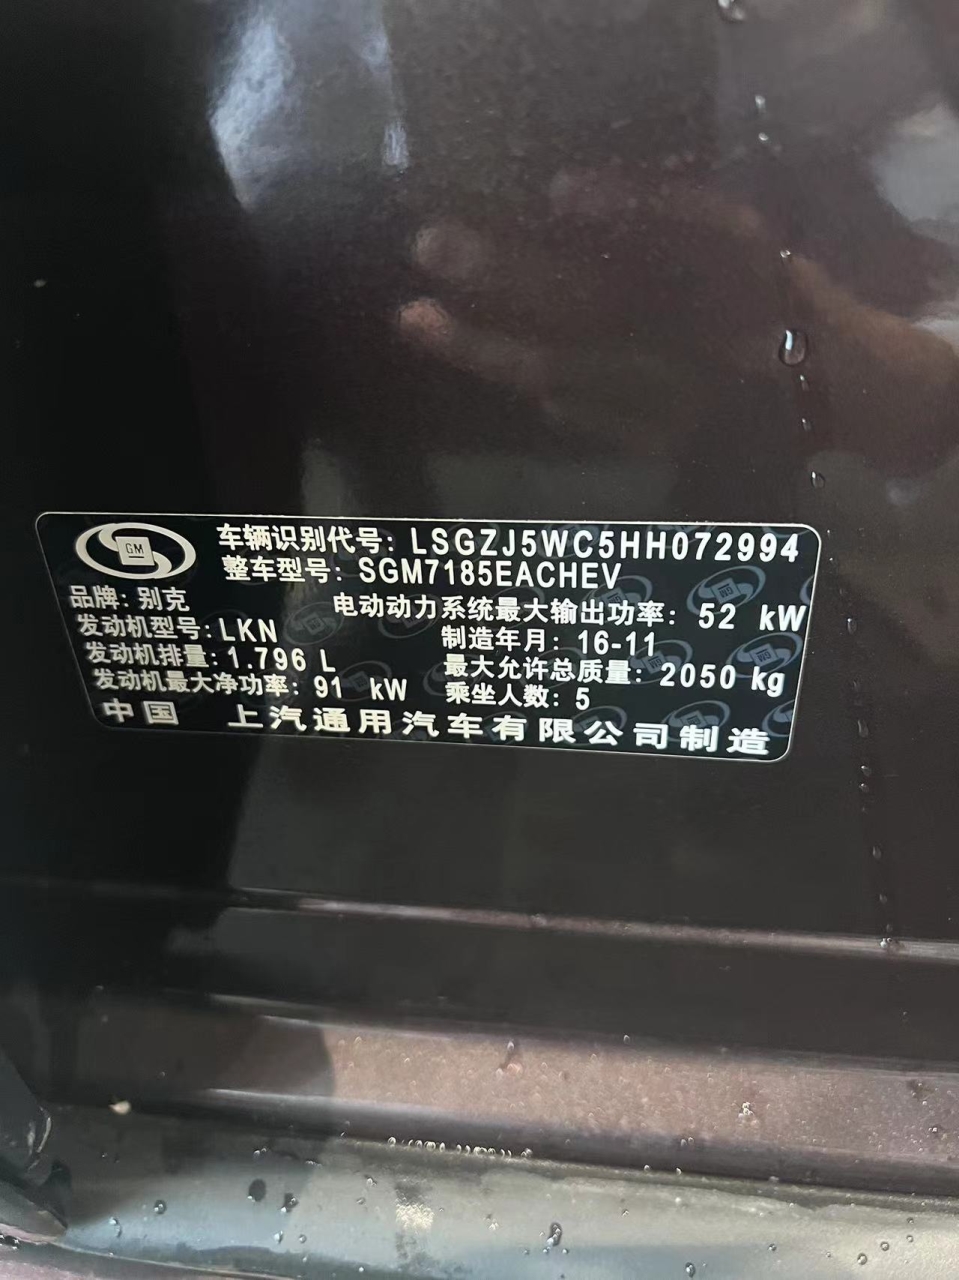 GM
车辆识别代号: LSGZJ5WC5HH072994
整车型号: SGM7185EACHEV
品牌: 别克
电动动力系统最大输出功率: 52 kW
发动机型号: LKN
制造年月: 16-11
发动机排量: 1.796 L
最大允许总质量: 2050 kg
发动机最大净功率: 91 kW
乘坐人数: 5
中国 上汽通用汽车有限公司制造